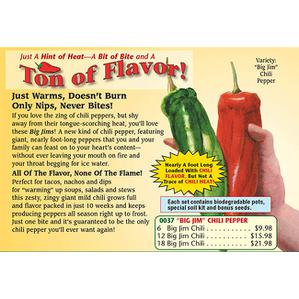 Just A Hint of Heat—A Bit of Bite and A
Ton of Flavor!
Variety:
"Big Jim"
Chili
Pepper
Just Warms, Doesn't Burn
Only Nips, Never Bites!
If you love the zing of chili peppers, but shy
away from their tongue-scorching heat, you'll love
these Big Jims! A new kind of chili pepper, featuring
giant, nearly foot-long peppers that you and your
family can feast on to your heart's content—
without ever leaving your mouth on fire and
your throat begging for ice water.
All Of The Flavor, None Of The Flame!
Perfect for tacos, nachos and dips
for "warming" up soups, salads and stews
this zesty, zingy giant mild chili grows full
and flavor packed in just 10 weeks and keeps
producing peppers all season right up to frost.
Just one bite and it's guaranteed to be the only
chili pepper you'll ever want again!
Nearly A Foot Long
Loaded With CHILI
FLAVOR, But Not A
Trace of CHILI HEAT.
Each set contains biodegradable pots,
special soil kit and bonus seeds.
0037 "BIG JIM" CHILI PEPPER
6 Big Jim Chili . . . . . . . . $9.98
12 Big Jim Chili . . . . . . . $15.98
18 Big Jim Chili . . . . . . . $21.98